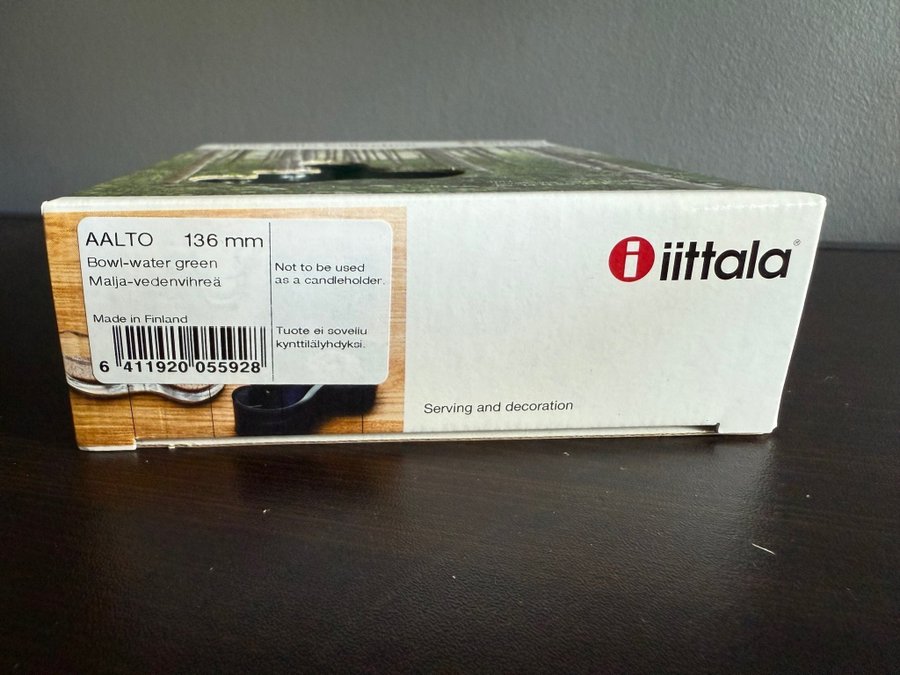 AALTO 136 mm
Bowl-water green
Malja-vedenvihreä
Made in Finland
6 411920 055928
Not to be used
as a candleholder.
Tuote ei sovellu
kynttilälyhdyksi.
i iittala®
Serving and decoration